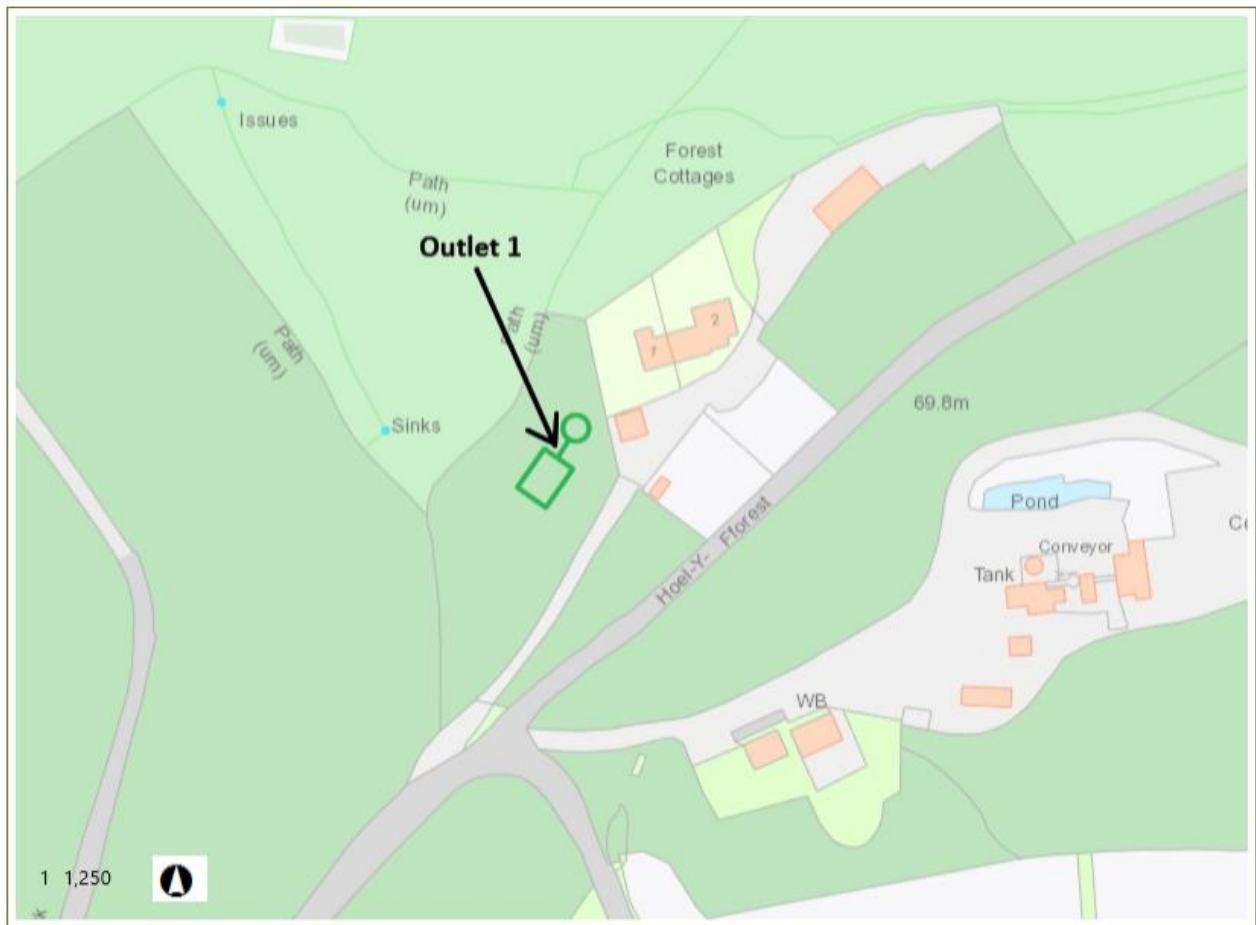 Issues
Forest
Cottages
Path
(um)
Outlet 1
Path
(um)
Path
(um)
2
1
69.8m
Sinks
Pond
Conveyor
Tank
Hoel-Y- Fforest
WB
1 1,250